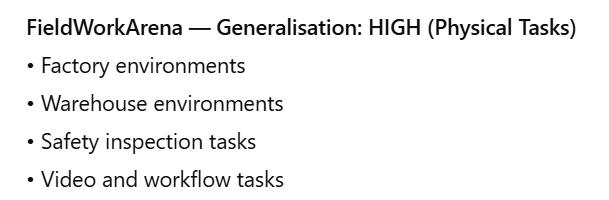 FieldWorkArena — Generalisation: HIGH (Physical Tasks)
• Factory environments
• Warehouse environments
• Safety inspection tasks
• Video and workflow tasks